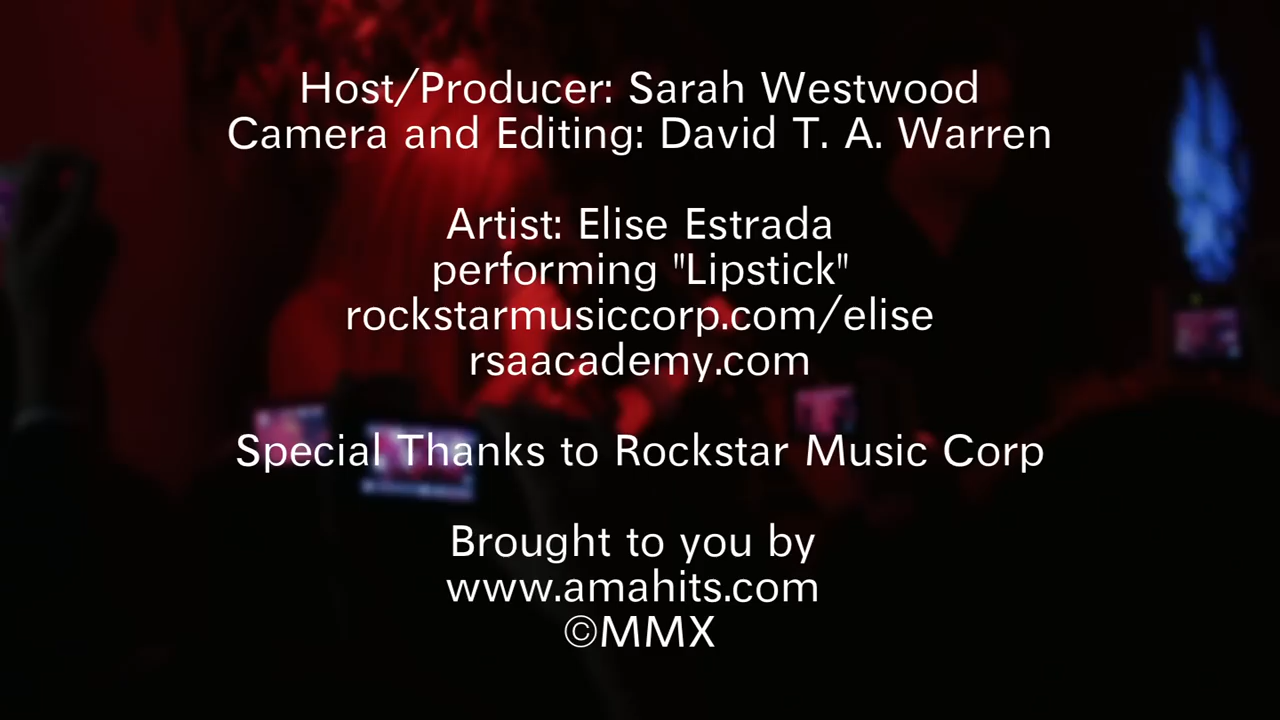 Host/Producer: Sarah Westwood
Camera and Editing: David T. A. Warren
Artist: Elise Estrada
performing "Lipstick"
rockstarmusiccorp.com/elise
rsaacademy.com
Special Thanks to Rockstar Music Corp
Brought to you by
www.amahits.com
©MMX